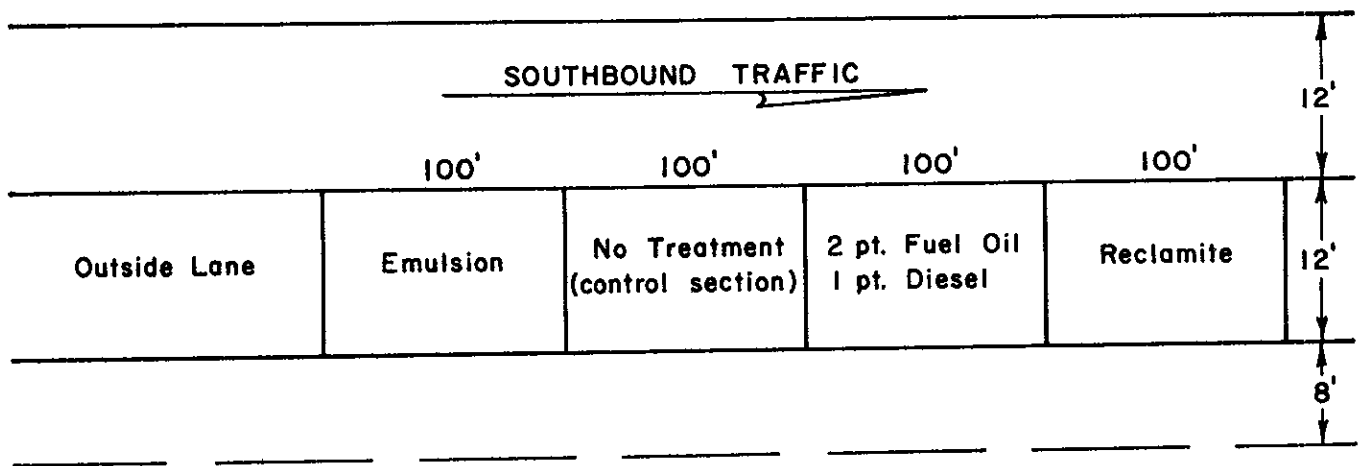 SOUTHBOUND TRAFFIC
12'
100' 100' 100' 100'
Outside Lane
Emulsion
No Treatment
(control section)
2 pt. Fuel Oil
1 pt. Diesel
Reclamite
12'
8'